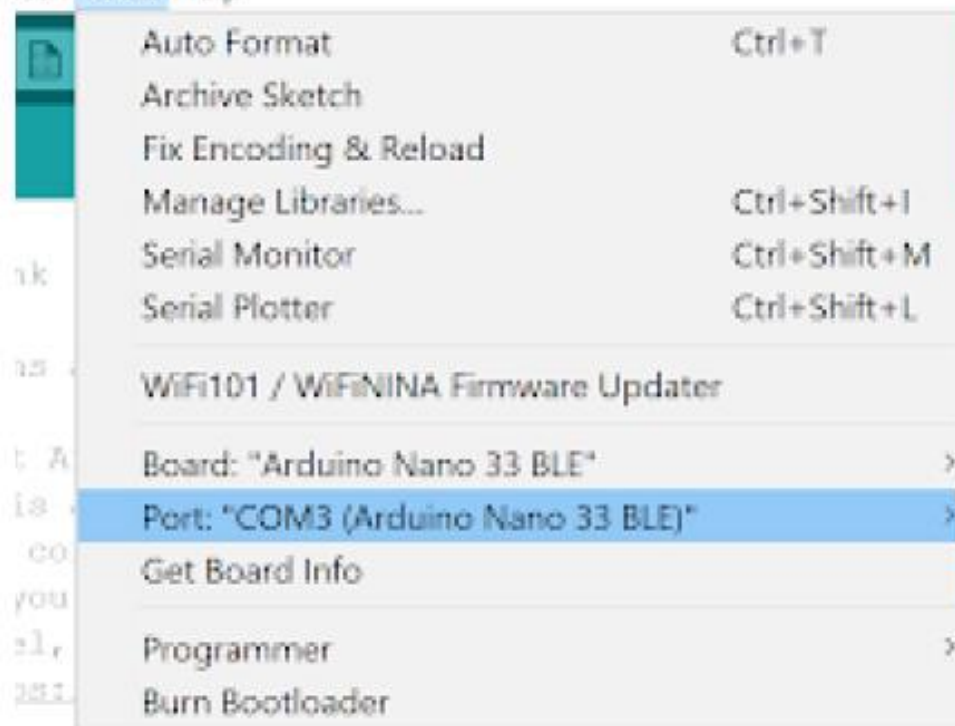 Auto Format Ctrl+T
Archive Sketch
Fix Encoding & Reload
Manage Libraries... Ctrl+Shift+I
Serial Monitor Ctrl+Shift+M
Serial Plotter Ctrl+Shift+L
WiFi101 / WiFiNINA Firmware Updater
Board: "Arduino Nano 33 BLE"
Port: "COM3 (Arduino Nano 33 BLE)"
Get Board Info
Programmer
Burn Bootloader